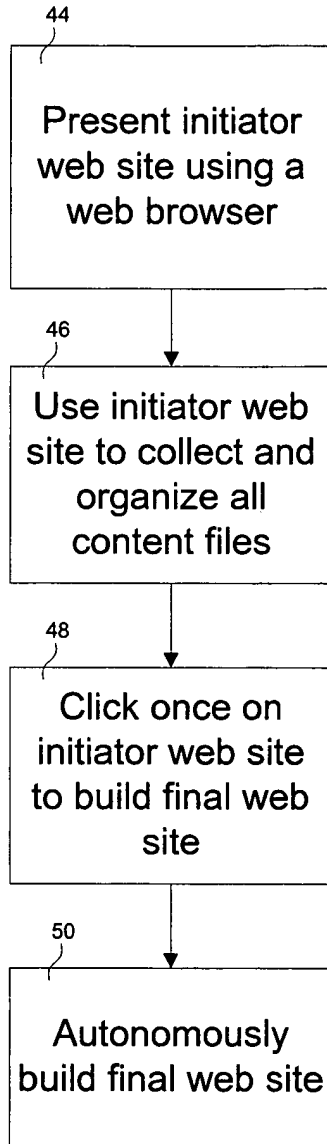 44
Present initiator
web site using a
web browser
46
Use initiator web
site to collect and
organize all
content files
48
Click once on
initiator web site
to build final web
site
50
Autonomously
build final web site